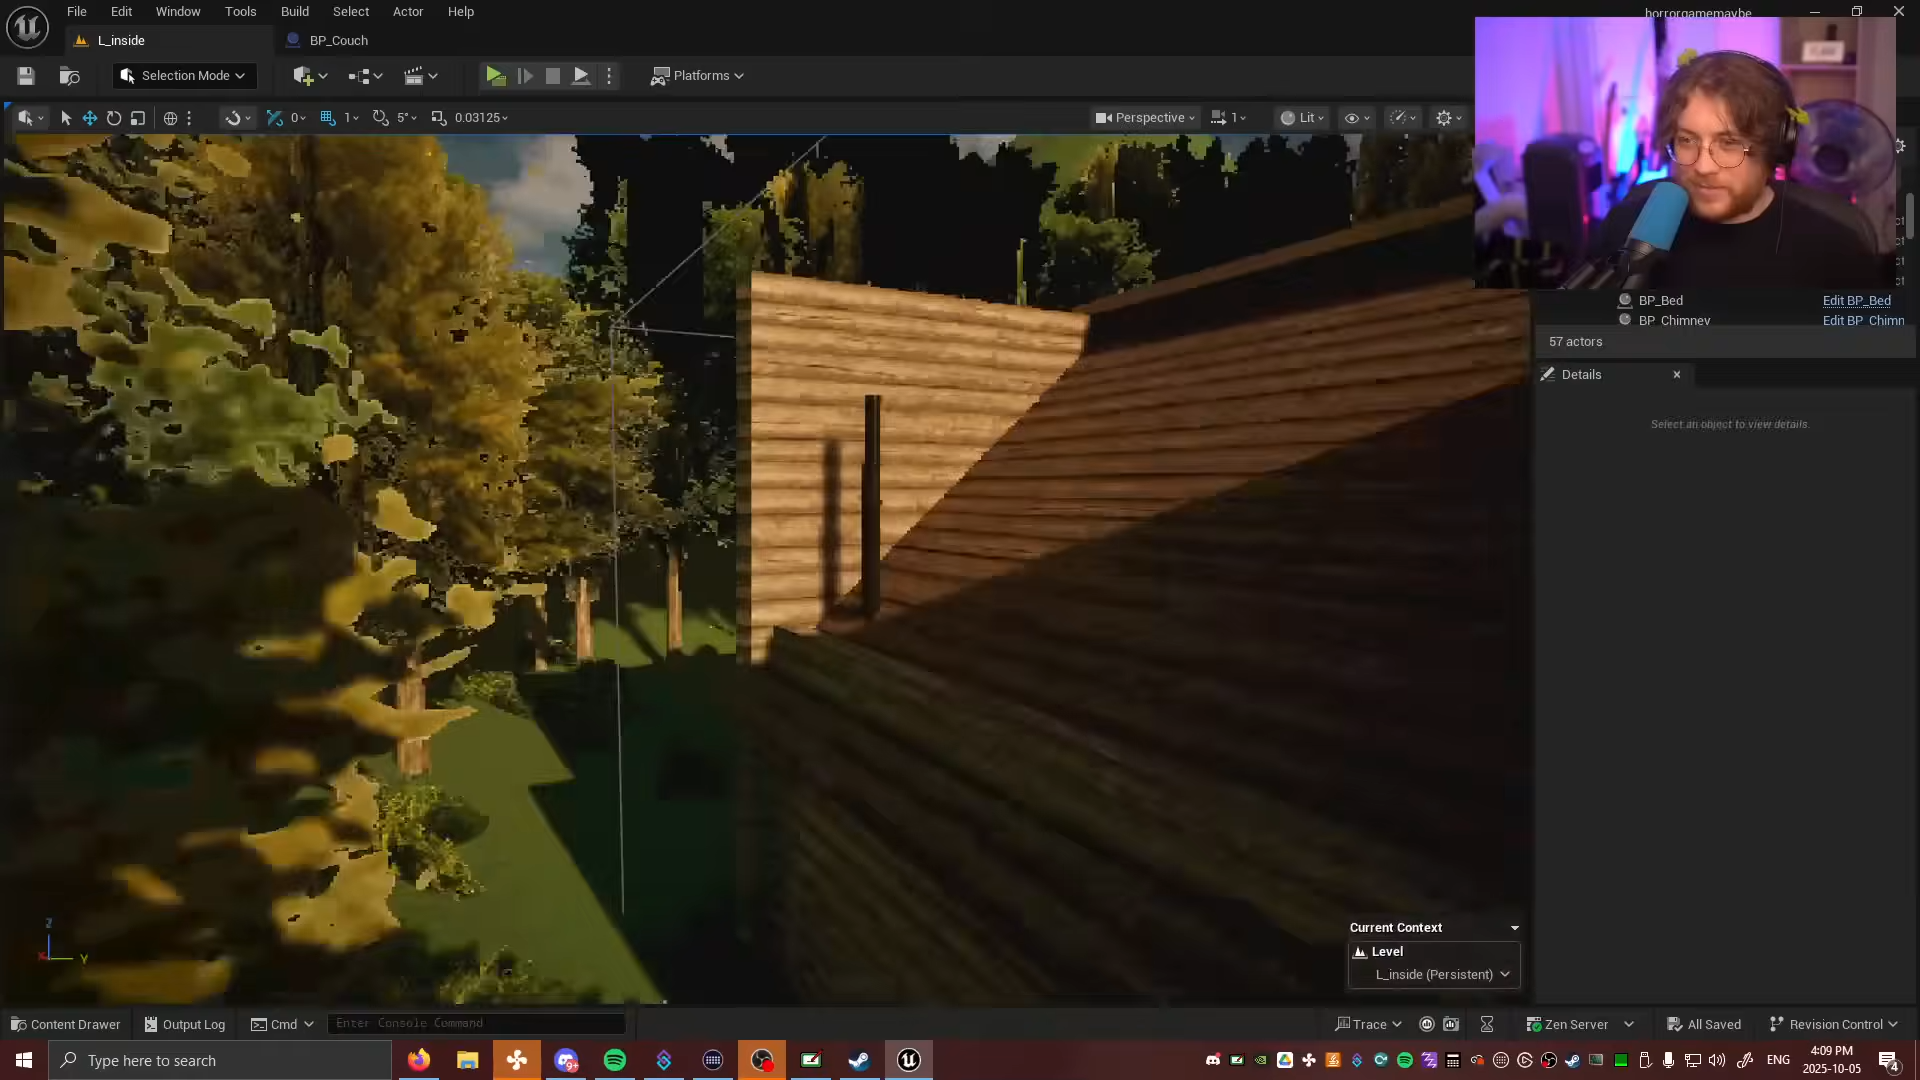 File Edit Window Tools Build Select Actor Help
horrorgamemaybe
L_inside
BP_Couch
Selection Mode
Platforms
0 1 5° 0.03125
Perspective 1 Lit
BP_Bed Edit BP_Bed
BP_Chimney Edit BP_Chimn
57 actors
Details
Select an object to view details.
Z
Y
Current Context
Level
L_inside (Persistent)
Content Drawer Output Log Cmd Enter Console Command
Trace Zen Server All Saved Revision Control
Type here to search
9+
ENG
4:09 PM
2025-10-05
4